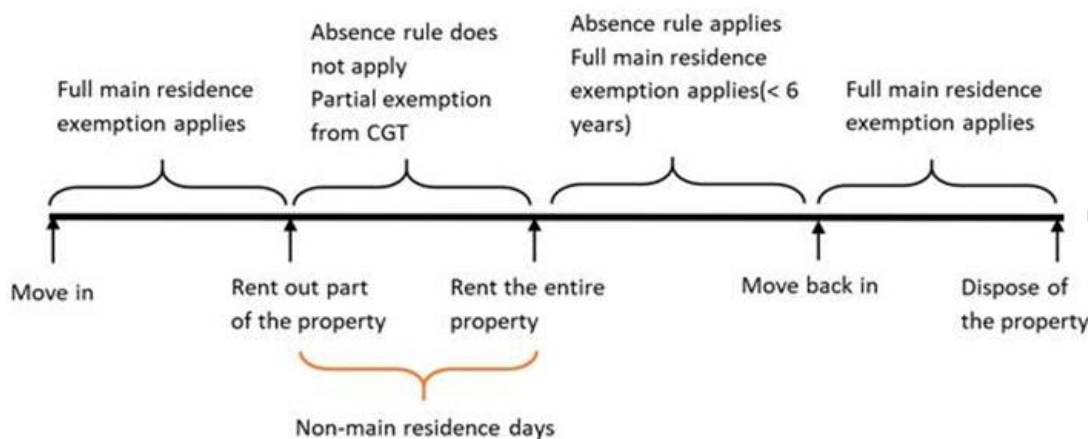 Full main residence
exemption applies
Absence rule does
not apply
Partial exemption
from CGT
Absence rule applies
Full main residence
exemption applies(< 6
years)
Full main residence
exemption applies
Move in
Rent out part
of the property
Rent the entire
property
Move back in
Dispose of
the property
Non-main residence days